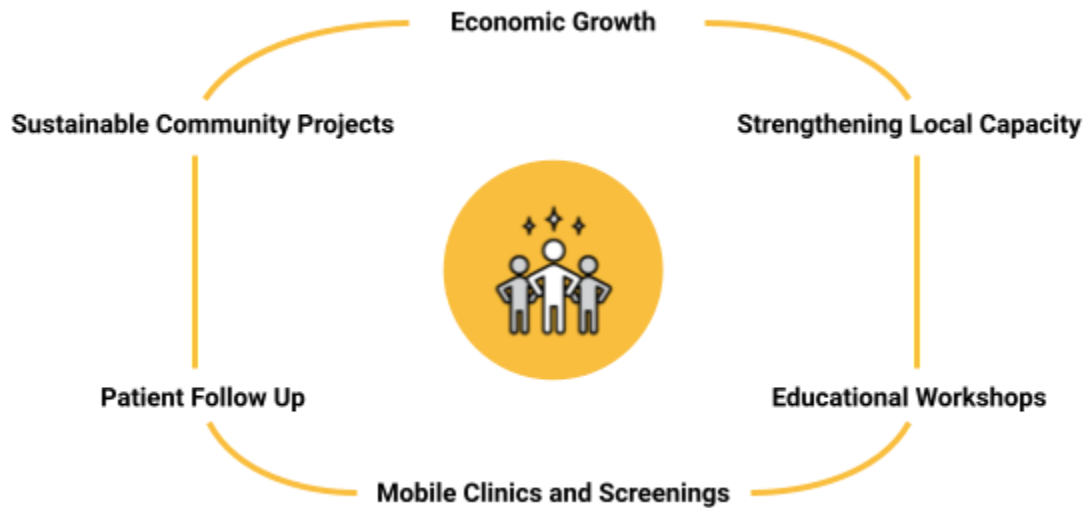 Economic Growth
Sustainable Community Projects
Strengthening Local Capacity
Patient Follow Up
Educational Workshops
Mobile Clinics and Screenings